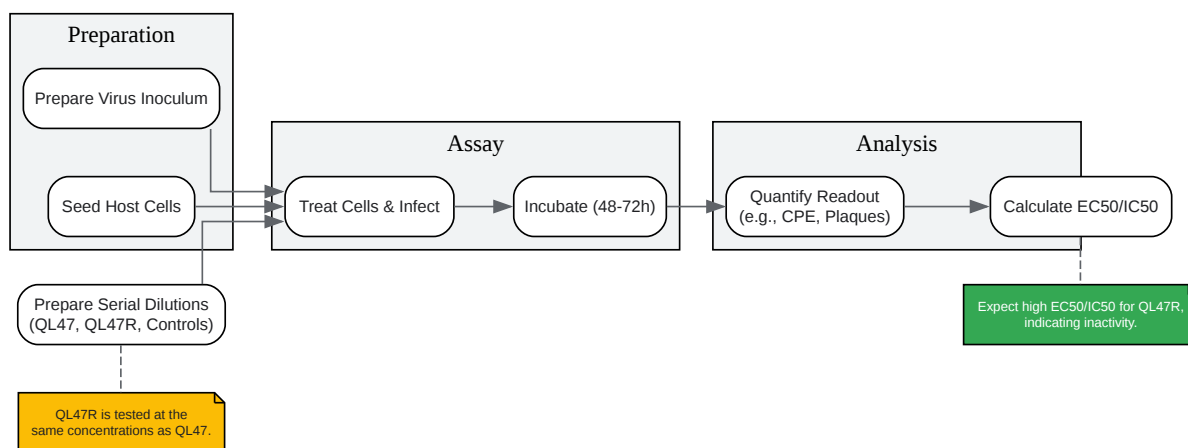 Preparation
Prepare Virus Inoculum
Seed Host Cells
Prepare Serial Dilutions
(QL47, QL47R, Controls)
QL47R is tested at the
same concentrations as QL47.
Assay
Treat Cells & Infect
Incubate (48-72h)
Analysis
Quantify Readout
(e.g., CPE, Plaques)
Calculate EC50/IC50
Expect high EC50/IC50 for QL47R,
indicating inactivity.